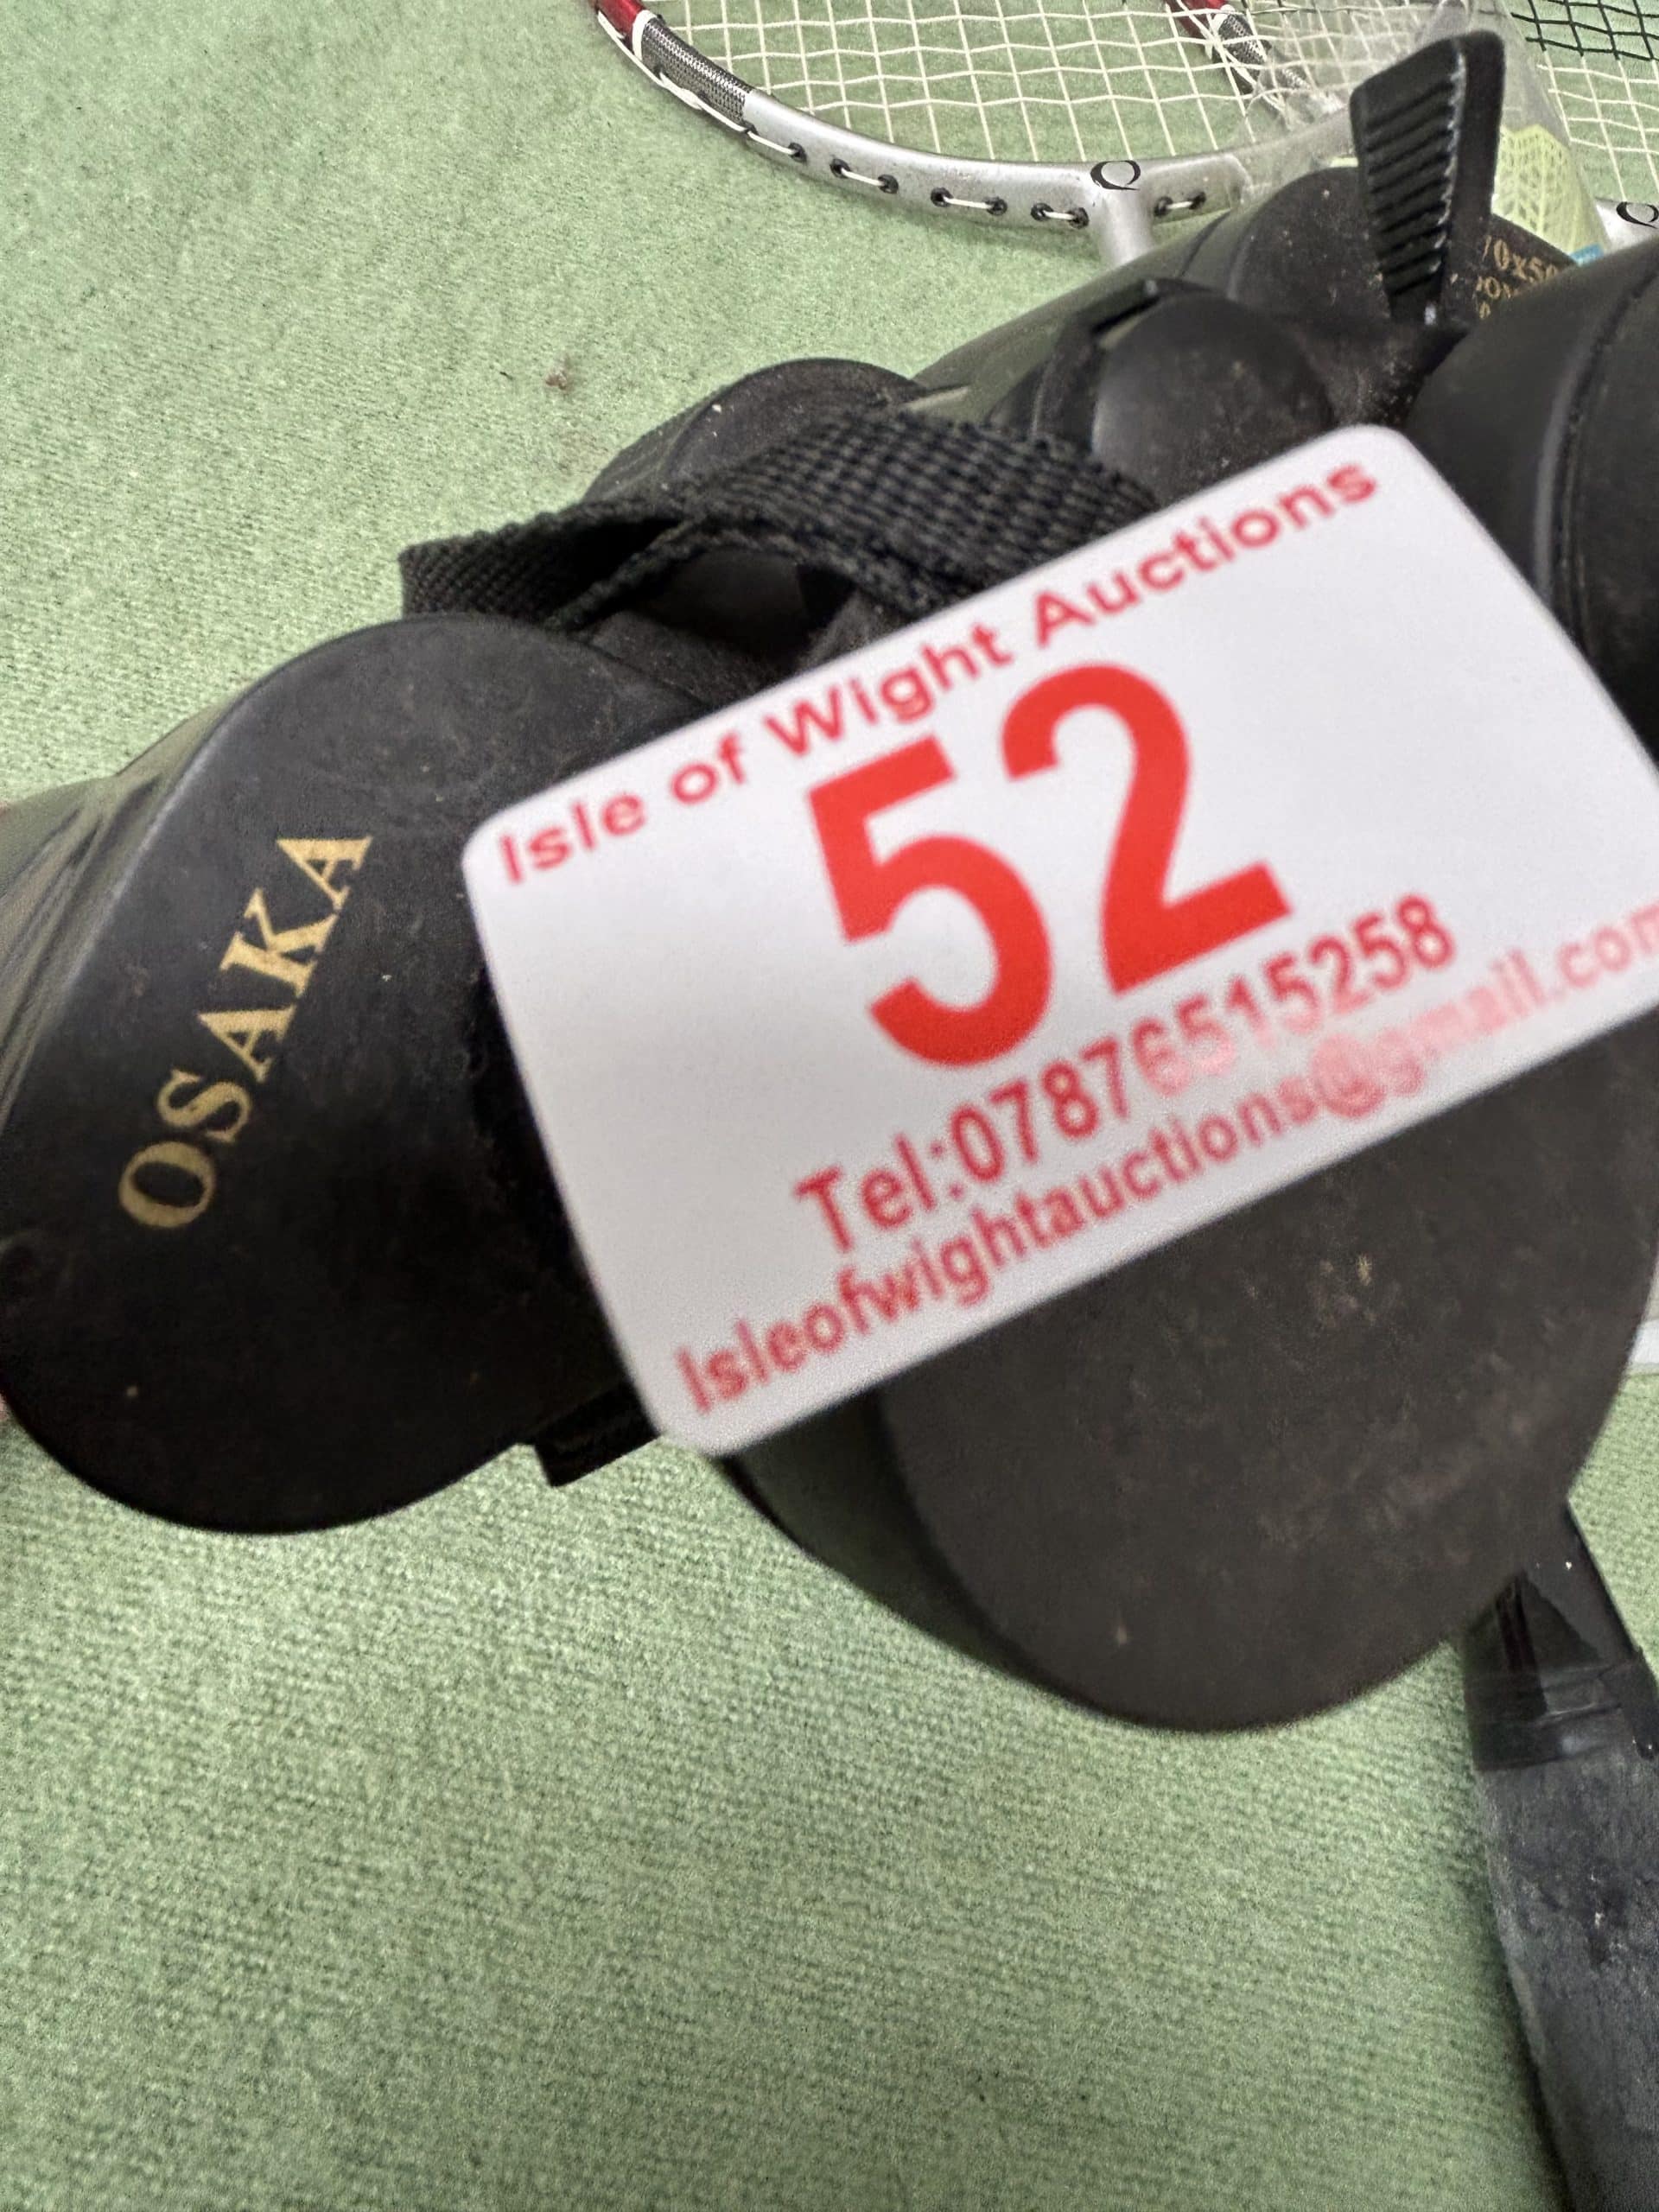 Isle of Wight Auctions
52
Tel:07876515258
Isleofwightauctions@gmail.com
OSAKA